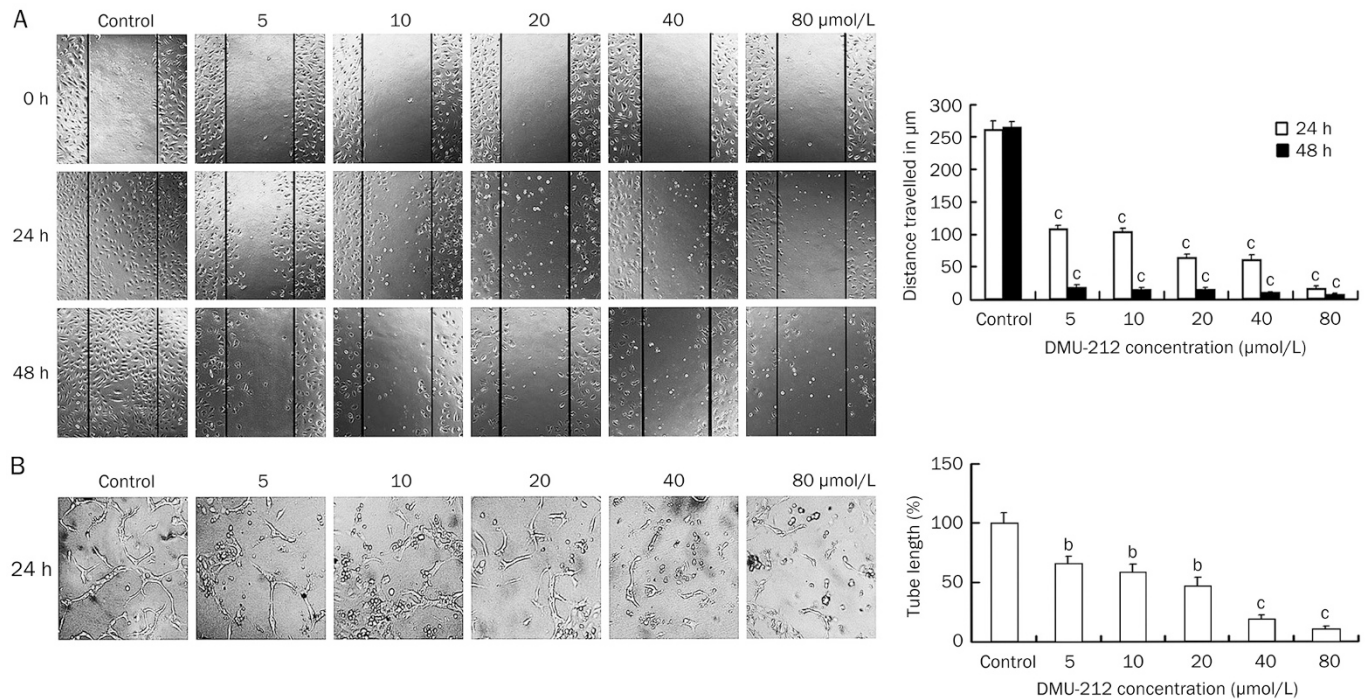 A
Control 5 10 20 40 80 µmol/L
0 h
24 h
48 h
Distance travelled in µm
300
250
200
150
100
50
0
24 h
48 h
c c c c c
c c c c c
Control 5 10 20 40 80
DMU-212 concentration (µmol/L)
B
Control 5 10 20 40 80 µmol/L
24 h
Tube length (%)
150
100
50
0
b b b c c
Control 5 10 20 40 80
DMU-212 concentration (µmol/L)